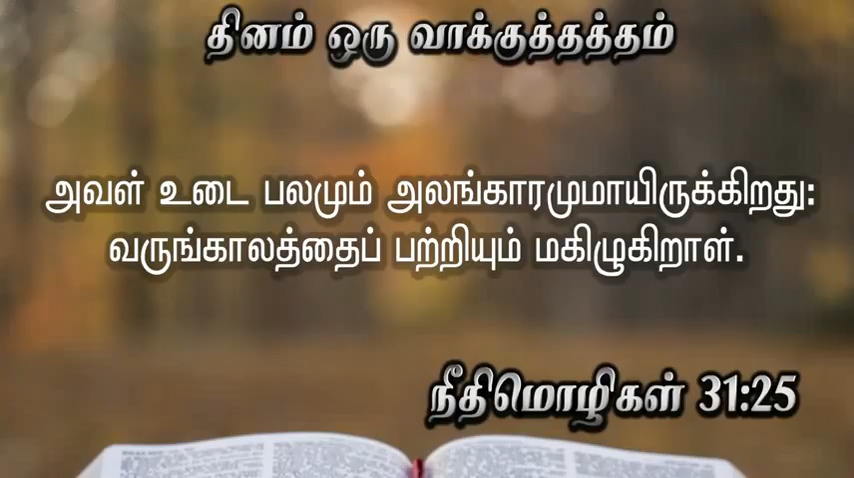 தினம் ஒரு வாக்குத்தத்தம்
அவள் உடை பலமும் அலங்காரமுமாயிருக்கிறது:
வருங்காலத்தைப் பற்றியும் மகிழுகிறாள்.
நீதிமொழிகள் 31:25